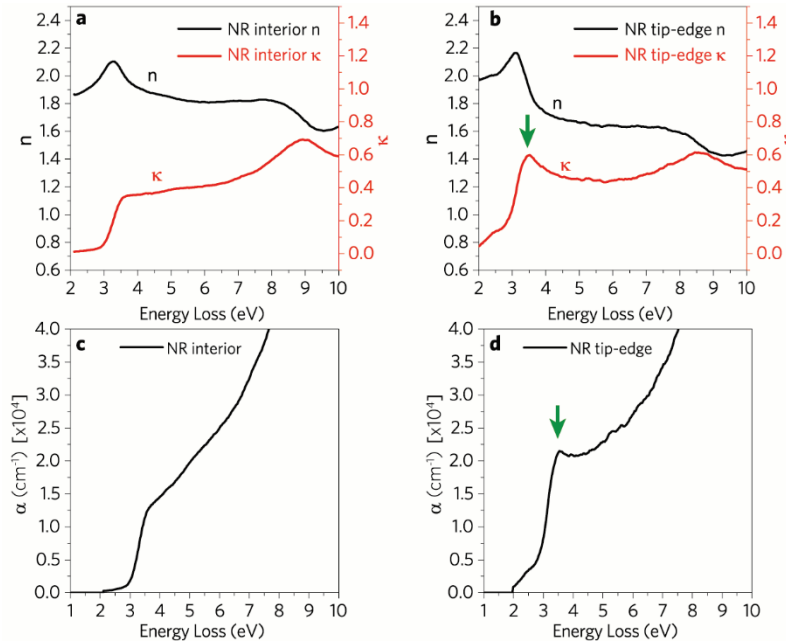 a
NR interior n
NR interior κ
n
κ
n
2.4
2.2
2.0
1.8
1.6
1.4
1.2
1.0
0.8
0.6
1.4
1.2
1.0
0.8
0.6
0.4
0.2
0.0
κ
2 3 4 5 6 7 8 9 10
Energy Loss (eV)
b
NR tip-edge n
NR tip-edge κ
n
κ
n
2.4
2.2
2.0
1.8
1.6
1.4
1.2
1.0
0.8
0.6
1.4
1.2
1.0
0.8
0.6
0.4
0.2
0.0
2 3 4 5 6 7 8 9 10
Energy Loss (eV)
c
NR interior
α (cm⁻¹) [x10⁴]
4.0
3.5
3.0
2.5
2.0
1.5
1.0
0.5
0.0
1 2 3 4 5 6 7 8 9 10
Energy Loss (eV)
d
NR tip-edge
α (cm⁻¹) [x10⁴]
4.0
3.5
3.0
2.5
2.0
1.5
1.0
0.5
0.0
1 2 3 4 5 6 7 8 9 10
Energy Loss (eV)